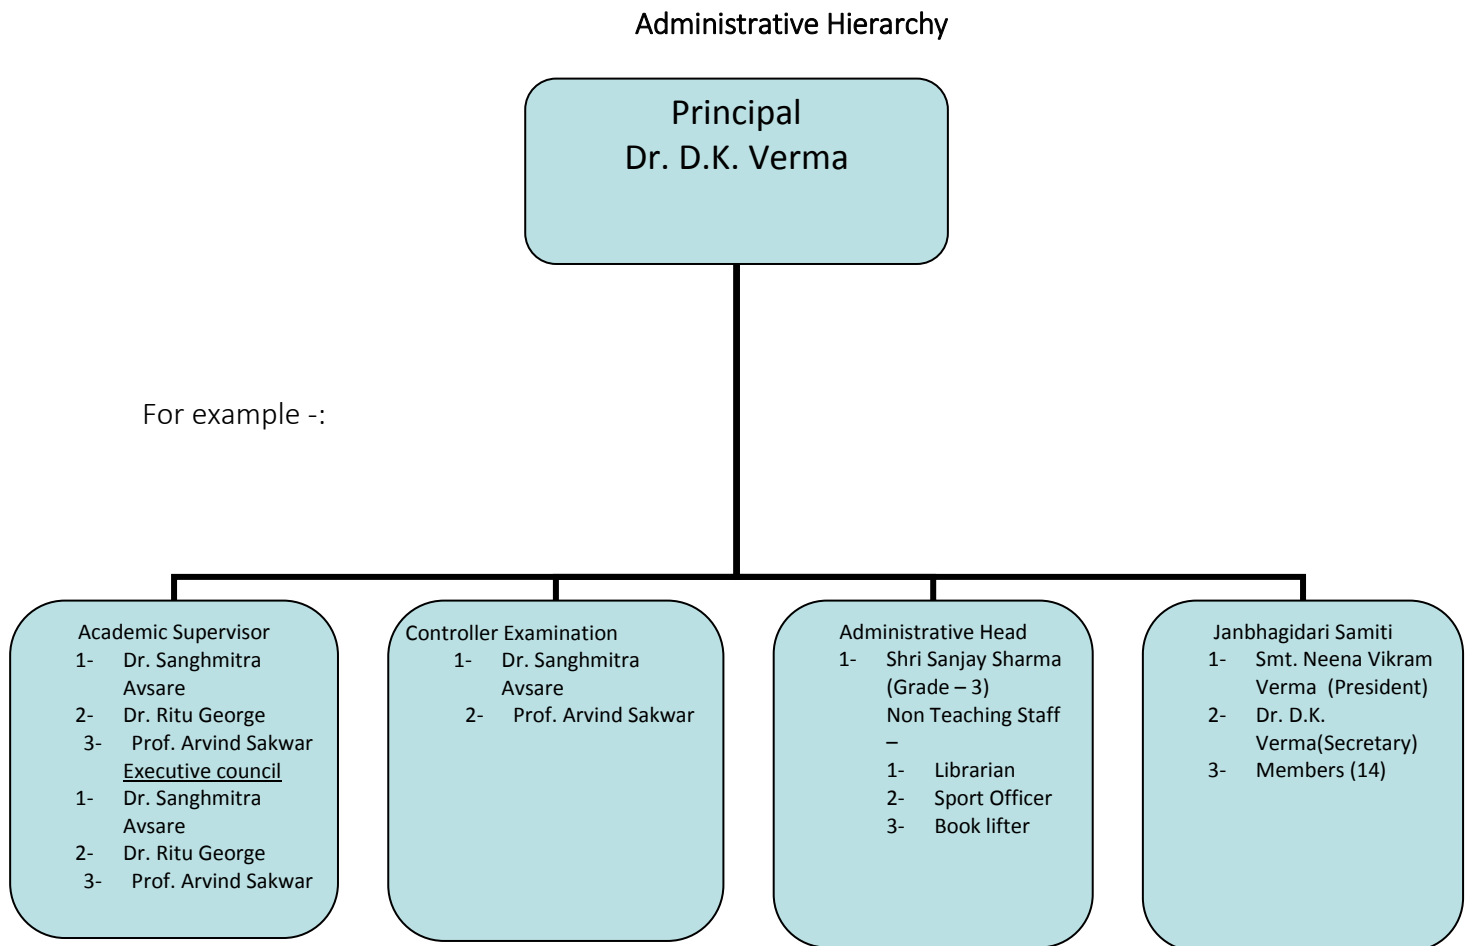 Administrative Hierarchy
Principal
Dr. D.K. Verma
For example -:
Academic Supervisor
1- Dr. Sanghmitra
Avsare
2- Dr. Ritu George
3- Prof. Arvind Sakwar
Executive council
1- Dr. Sanghmitra
Avsare
2- Dr. Ritu George
3- Prof. Arvind Sakwar
Controller Examination
1- Dr. Sanghmitra
Avsare
2- Prof. Arvind Sakwar
Administrative Head
1- Shri Sanjay Sharma
(Grade – 3)
Non Teaching Staff
–
1- Librarian
2- Sport Officer
3- Book lifter
Janbhagidari Samiti
1- Smt. Neena Vikram
Verma (President)
2- Dr. D.K.
Verma(Secretary)
3- Members (14)